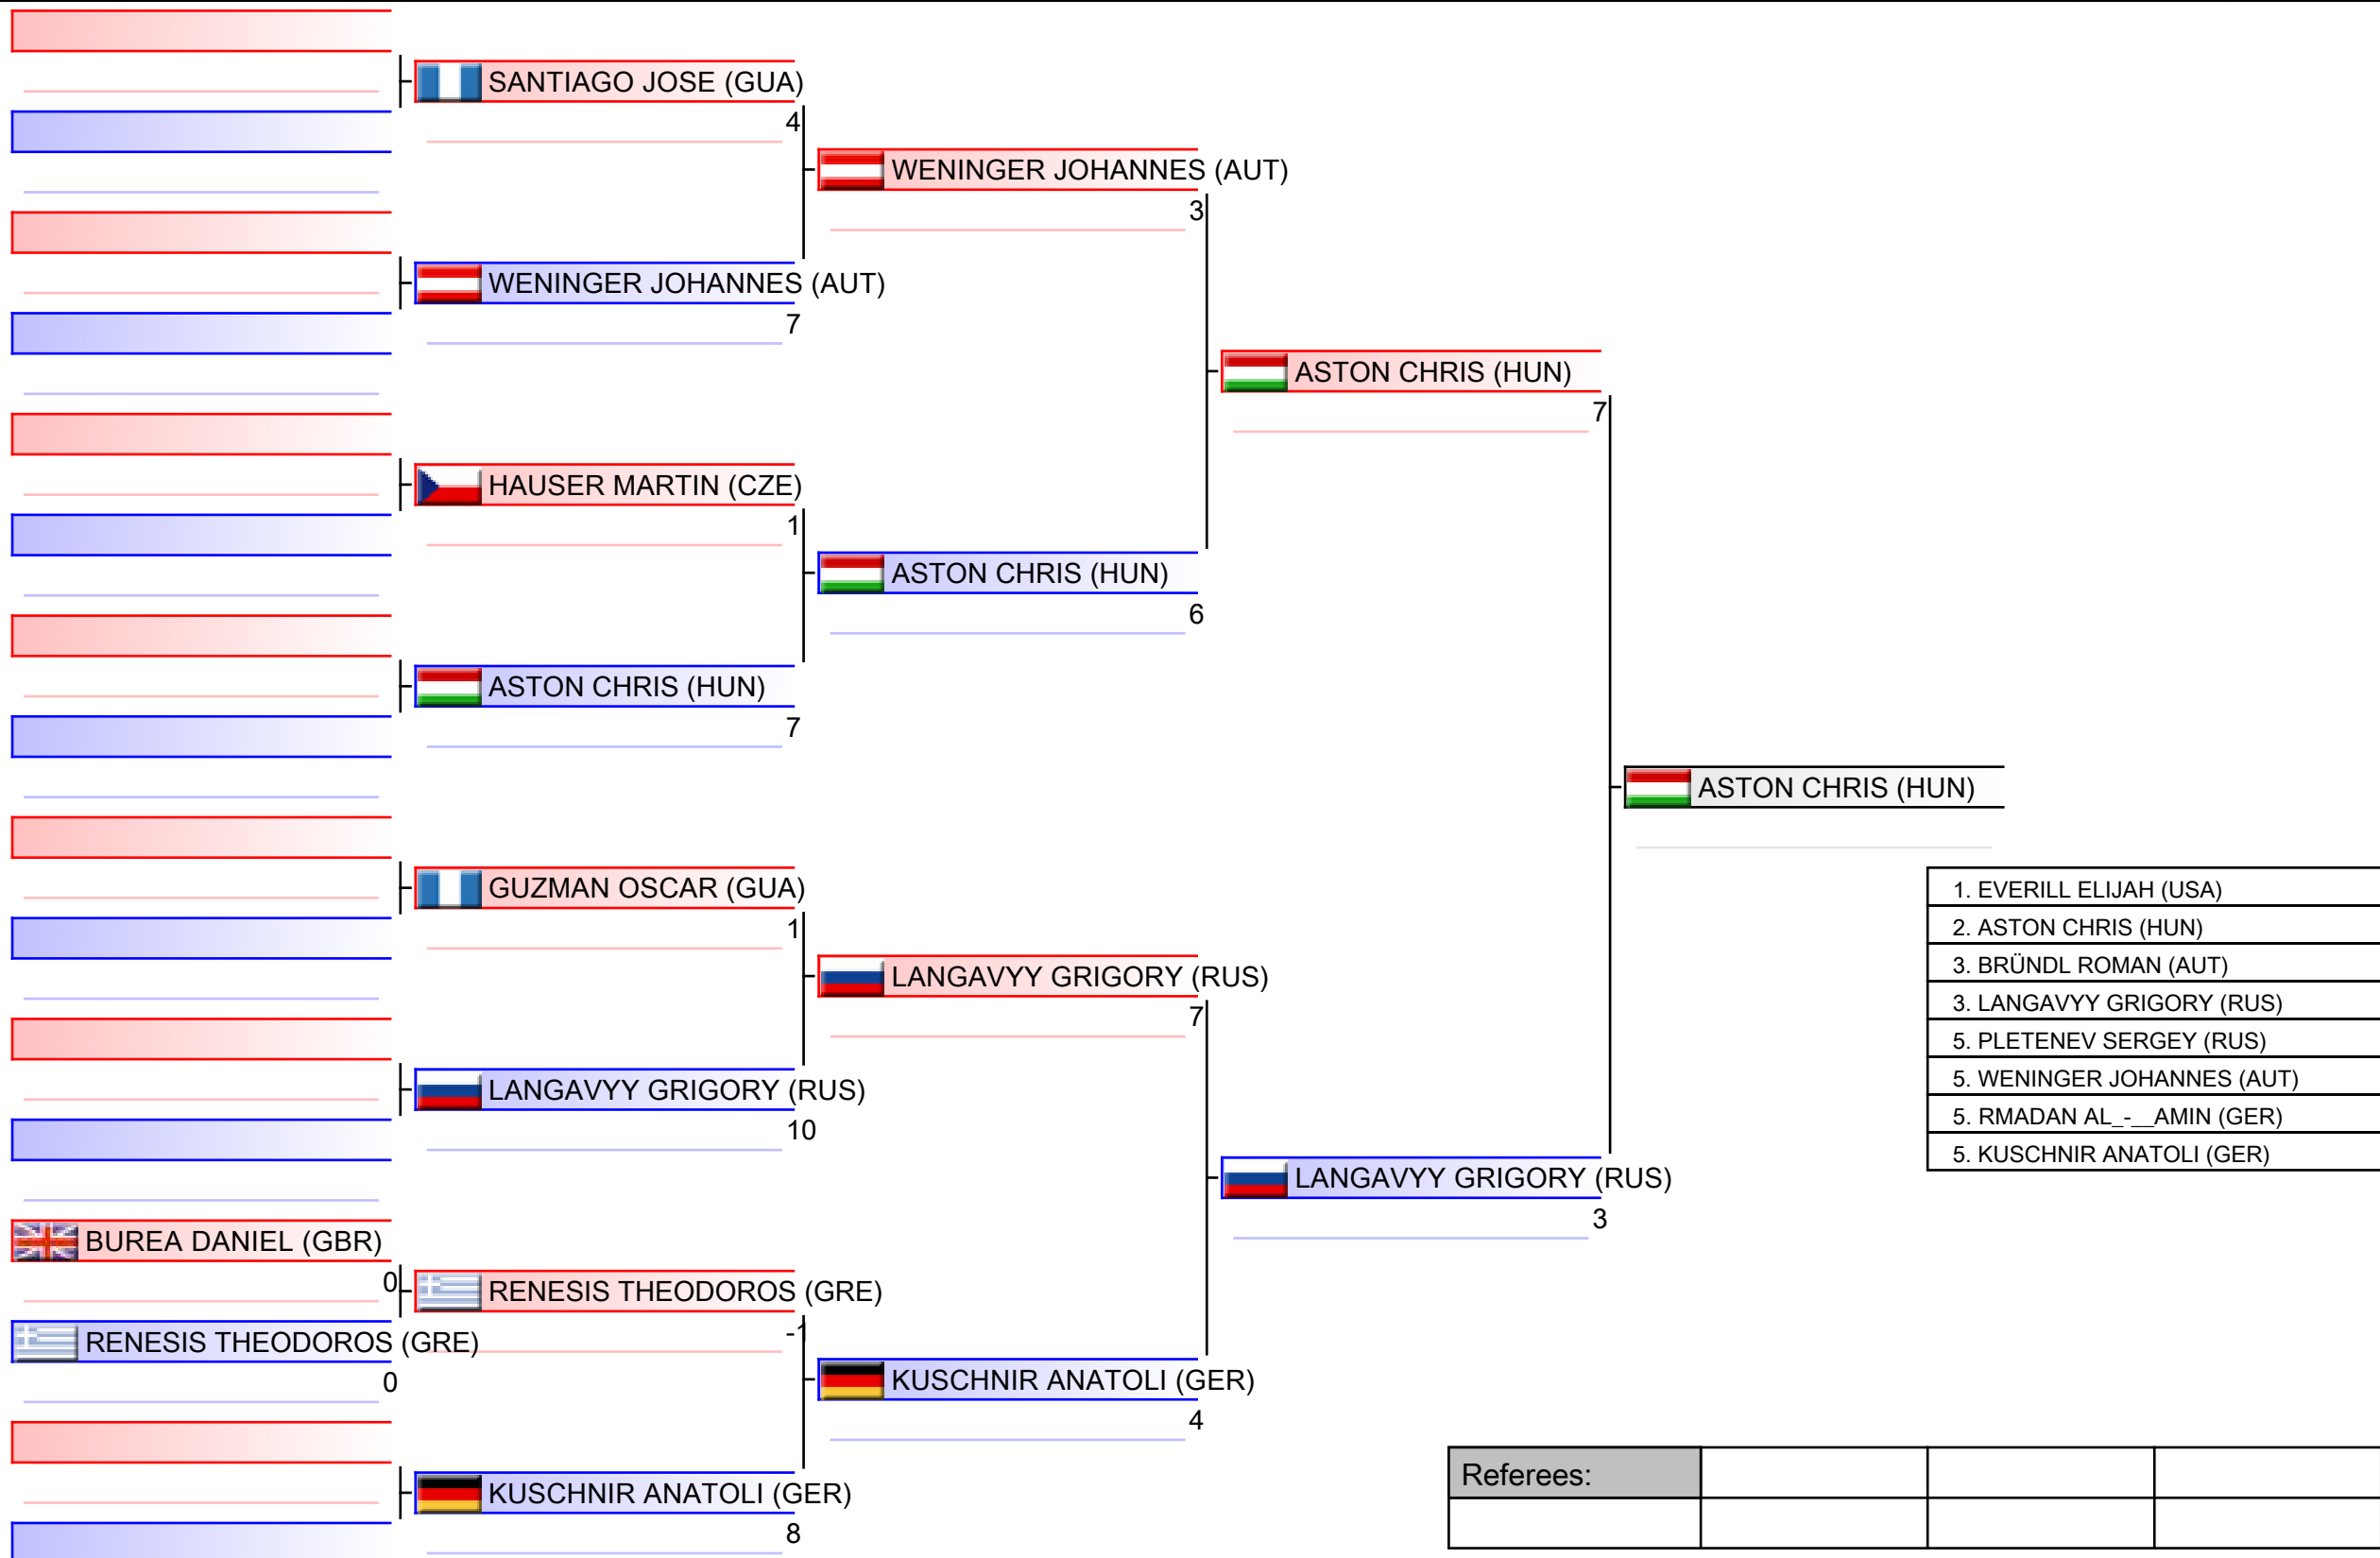 SANTIAGO JOSE (GUA)
4
WENINGER JOHANNES (AUT)
3
WENINGER JOHANNES (AUT)
7
ASTON CHRIS (HUN)
7
HAUSER MARTIN (CZE)
1
ASTON CHRIS (HUN)
6
ASTON CHRIS (HUN)
7
ASTON CHRIS (HUN)
GUZMAN OSCAR (GUA)
1
LANGAVYY GRIGORY (RUS)
7
LANGAVYY GRIGORY (RUS)
10
LANGAVYY GRIGORY (RUS)
3
BUREA DANIEL (GBR)
0
RENESIS THEODOROS (GRE)
-1
RENESIS THEODOROS (GRE)
0
KUSCHNIR ANATOLI (GER)
4
KUSCHNIR ANATOLI (GER)
8
1. EVERILL ELIJAH (USA)
2. ASTON CHRIS (HUN)
3. BRÜNDL ROMAN (AUT)
3. LANGAVYY GRIGORY (RUS)
5. PLETENEV SERGEY (RUS)
5. WENINGER JOHANNES (AUT)
5. RMADAN AL_-__AMIN (GER)
5. KUSCHNIR ANATOLI (GER)
Referees: